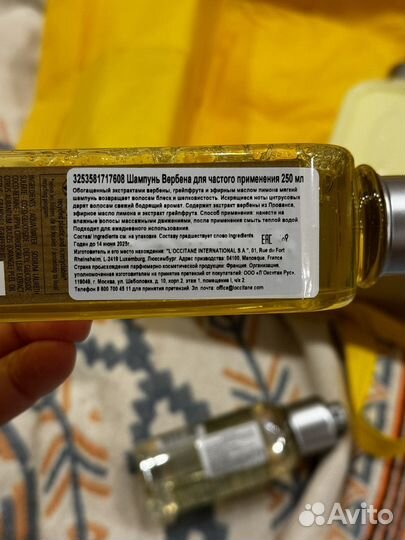 3253581717608 Шампунь Вербена для частого применения 250 мл
Обогащенный экстрактами вербены, грейпфрута и эфирным маслом лимона мягкий
шампунь возвращает волосам блеск и шелковистость. Искрящиеся ноты цитрусовых
дарят волосам свежий бодрящий аромат. Содержит экстракт вербены из Прованса,
эфирное масло лимона и экстракт грейпфрута. Способ применения: нанести на
влажные волосы массажными движениями, после применения смыть теплой водой
Подходит для ежедневного использования
Состав/ingredients см. на упаковке. Составу предшествует слово Ingredients.
Годен до 14 июня 2025г.
EAC
Изготовитель и его место нахождения: "L'OCCITANE INTERNATIONAL S.A.", 01, Rue du Fort
Rheinsheim, L-2419 Luxemburg, Люксембург Адрес производства: 04100, Manosque, France
Страна происхождения парфюмерно-косметической продукции: Франция. Организация,
уполномоченная изготовителем на принятие претензий от покупателей: ООО «Л'Окситан Рус»,
г. Москва, ул. Шаболовка, д. 10, корп. 2, этаж 1, помещение I, ч/к 2
Телефон 8 800 700 45 11 для принятия претензий. Эл. почта: office@loccitane.com
Avito